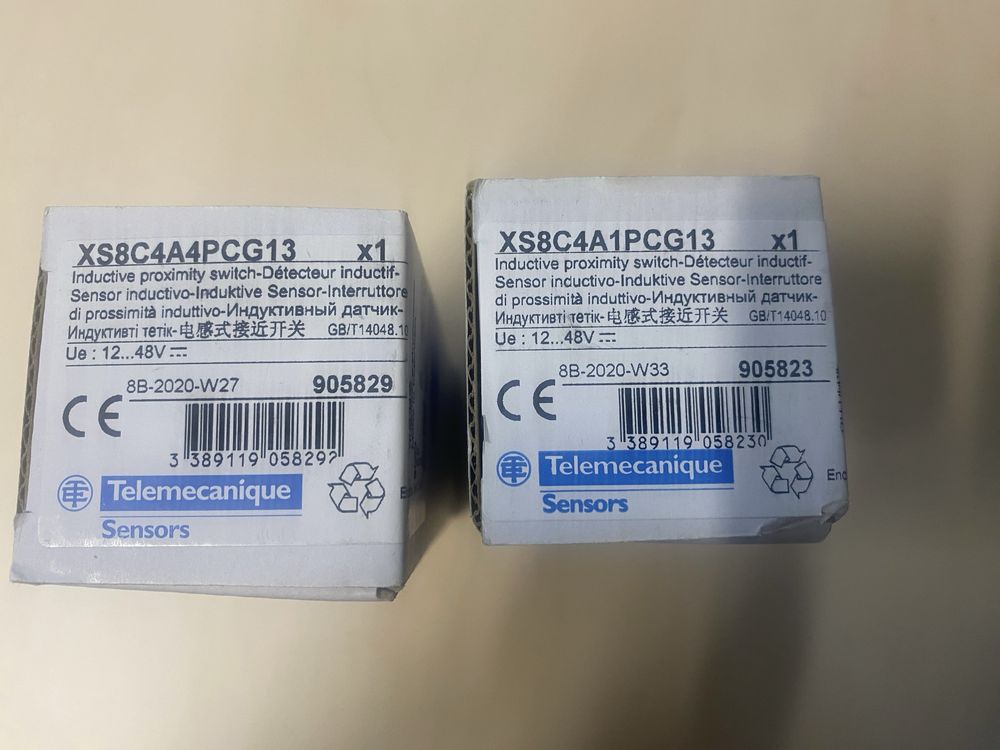 XS8C4A4PCG13 x1
Inductive proximity switch-Détecteur inductif-
Sensor inductivo-Induktive Sensor-Interruttore
di prossimità induttivo-Индуктивный датчик-
Индуктивті тетік-电感式接近开关 GB/T14048.10
Ue : 12...48V
8B-2020-W27 905829
CE
3 389119 058292
Telemecanique
Sensors
XS8C4A1PCG13 x1
Inductive proximity switch-Détecteur inductif-
Sensor inductivo-Induktive Sensor-Interruttore
di prossimità induttivo-Индуктивный датчик-
Индуктивті тетік-电感式接近开关 GB/T14048.10
Ue : 12...48V
8B-2020-W33 905823
CE
3 389119 058230
Telemecanique
Sensors